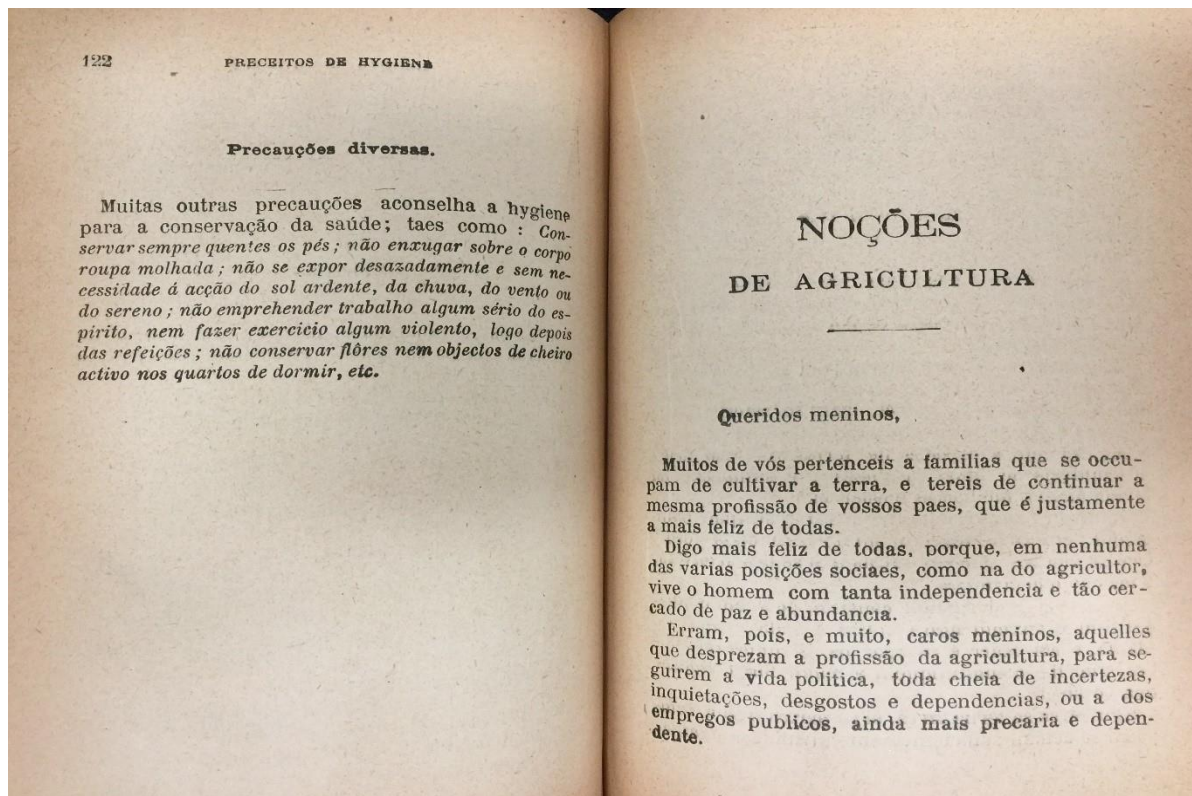 122
PRECEITOS DE HYGIENE
Precauções diversas.
Muitas outras precauções aconselha a hygiene
para a conservação da saúde; taes como : Con-
servar sempre quentes os pés; não enxugar sobre o corpo
roupa molhada; não se expor desazadamente e sem ne-
cessidade á acção do sol ardente, da chuva, do vento ou
do sereno; não emprehender trabalho algum sério do es-
pirito, nem fazer exercicio algum violento, logo depois
das refeições; não conservar flôres nem objectos de cheiro
activo nos quartos de dormir, etc.
NOÇÕES
DE AGRICULTURA
Queridos meninos,
Muitos de vós pertenceis a familias que se occu-
pam de cultivar a terra, e tereis de continuar a
mesma profissão de vossos paes, que é justamente
a mais feliz de todas.
Digo mais feliz de todas, porque, em nenhuma
das varias posições sociaes, como na do agricultor,
vive o homem com tanta independencia e tão cer-
cado de paz e abundancia.
Erram, pois, e muito, caros meninos, aquelles
que desprezam a profissão da agricultura, para se-
guirem a vida politica, toda cheia de incertezas,
inquietações, desgostos e dependencias, ou a dos
empregos publicos, ainda mais precaria e depen-
dente.